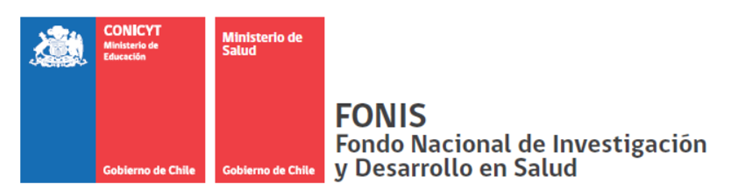 CONICYT
Ministerio de
Educación
Gobierno de Chile
Ministerio de
Salud
Gobierno de Chile
FONIS
Fondo Nacional de Investigación
y Desarrollo en Salud